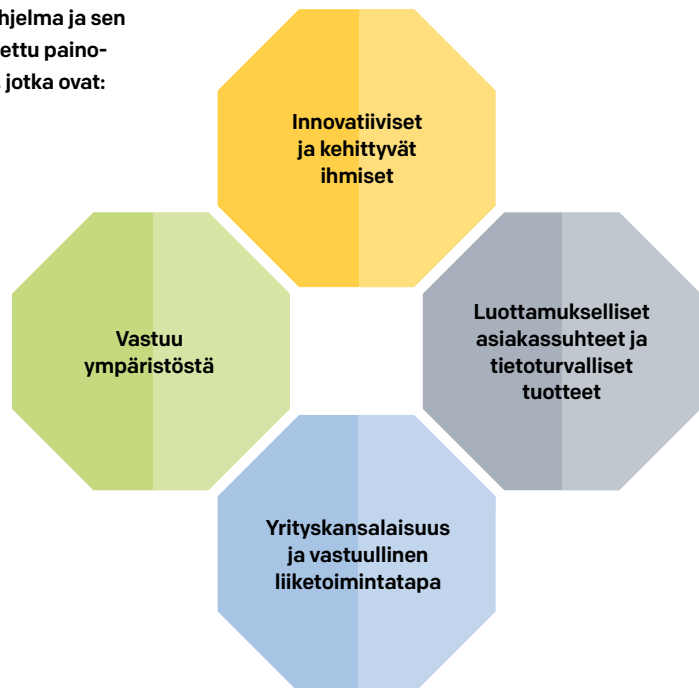 hjelma ja sen
ettu paino-
jotka ovat:
Innovatiiviset
ja kehittyvät
ihmiset
Vastuu
ympäristöstä
Luottamukselliset
asiakassuhteet ja
tietoturvalliset
tuotteet
Yrityskansalaisuus
ja vastuullinen
liiketoimintatapa